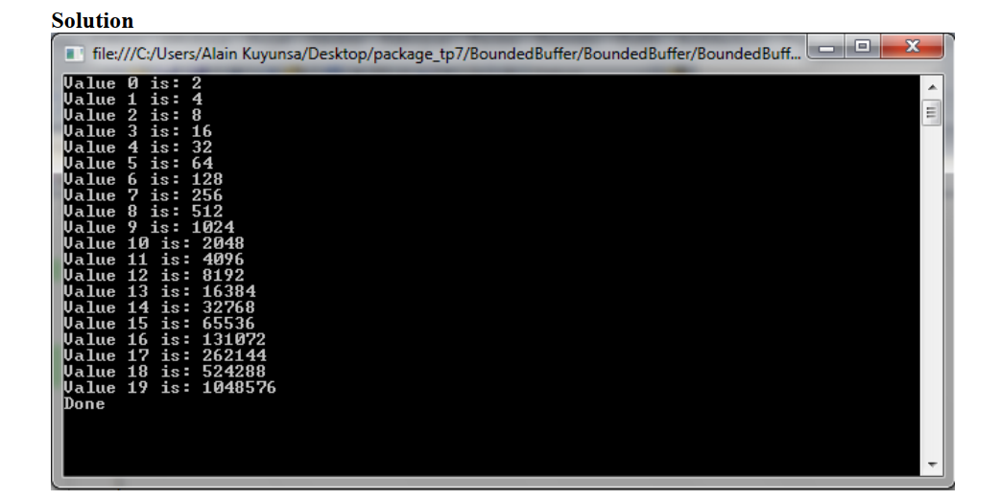 Solution
file:///C:/Users/Alain Kuyunsa/Desktop/package_tp7/BoundedBuffer/BoundedBuffer/BoundedBuff...
Value 0 is: 2
Value 1 is: 4
Value 2 is: 8
Value 3 is: 16
Value 4 is: 32
Value 5 is: 64
Value 6 is: 128
Value 7 is: 256
Value 8 is: 512
Value 9 is: 1024
Value 10 is: 2048
Value 11 is: 4096
Value 12 is: 8192
Value 13 is: 16384
Value 14 is: 32768
Value 15 is: 65536
Value 16 is: 131072
Value 17 is: 262144
Value 18 is: 524288
Value 19 is: 1048576
Done